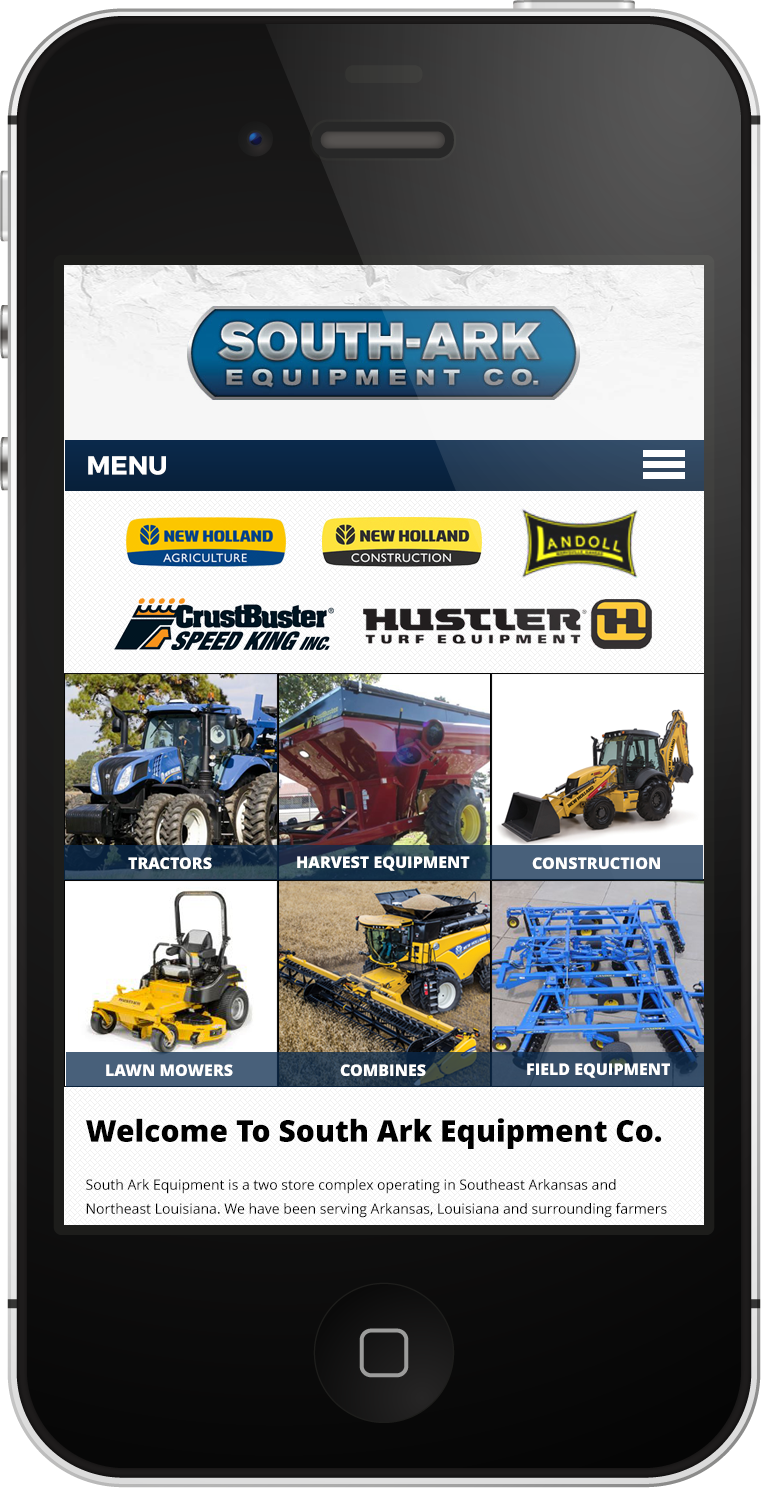 SOUTH-ARK
EQUIPMENT CO.
MENU
NEW HOLLAND
AGRICULTURE
NEW HOLLAND
CONSTRUCTION
LANDOLL
CrustBuster®
SPEED KING INC.
HUSTLER®
TURF EQUIPMENT
H
TRACTORS
HARVEST EQUIPMENT
CONSTRUCTION
LAWN MOWERS
COMBINES
FIELD EQUIPMENT
Welcome To South Ark Equipment Co.
South Ark Equipment is a two store complex operating in Southeast Arkansas and
Northeast Louisiana. We have been serving Arkansas, Louisiana and surrounding farmers